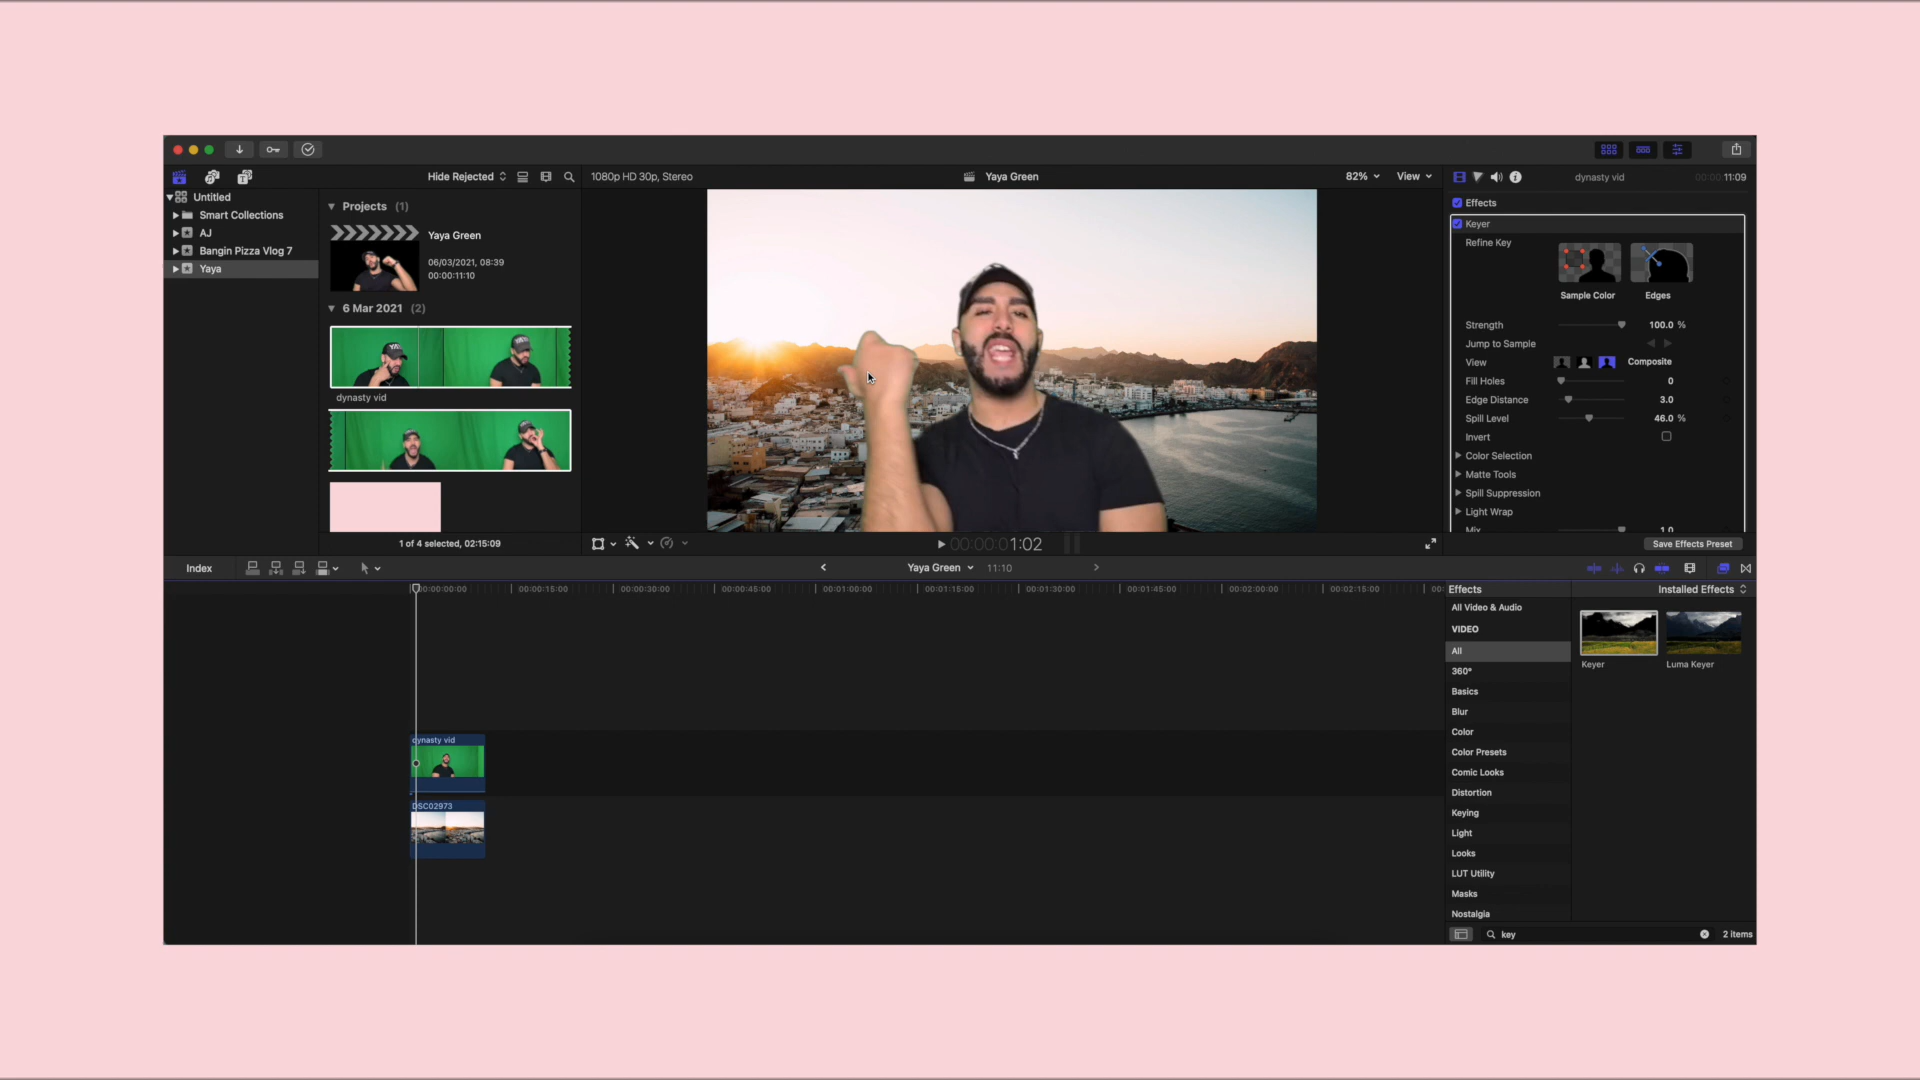 Hide Rejected
1080p HD 30p, Stereo
Yaya Green
82%
View
dynasty vid
00:00:11:09
Untitled
Smart Collections
AJ
Bangin Pizza Vlog 7
Yaya
Projects (1)
Yaya Green
06/03/2021, 08:39
00:00:11:10
6 Mar 2021 (2)
dynasty vid
1 of 4 selected, 02:15:09
00:00:01:02
Effects
Keyer
Refine Key
Sample Color
Edges
Strength 100.0 %
Jump to Sample
View Composite
Fill Holes 0
Edge Distance 3.0
Spill Level 46.0 %
Invert
Color Selection
Matte Tools
Spill Suppression
Light Wrap
Mix 1.0
Save Effects Preset
Index
Yaya Green 11:10
00:00:00:00 00:00:15:00 00:00:30:00 00:00:45:00 00:01:00:00 00:01:15:00 00:01:30:00 00:01:45:00 00:02:00:00 00:02:15:00 00:
dynasty vid
DSC02973
Effects
Installed Effects
All Video & Audio
VIDEO
All
360°
Basics
Blur
Color
Color Presets
Comic Looks
Distortion
Keying
Light
Looks
LUT Utility
Masks
Nostalgia
Keyer
Luma Keyer
key
2 items